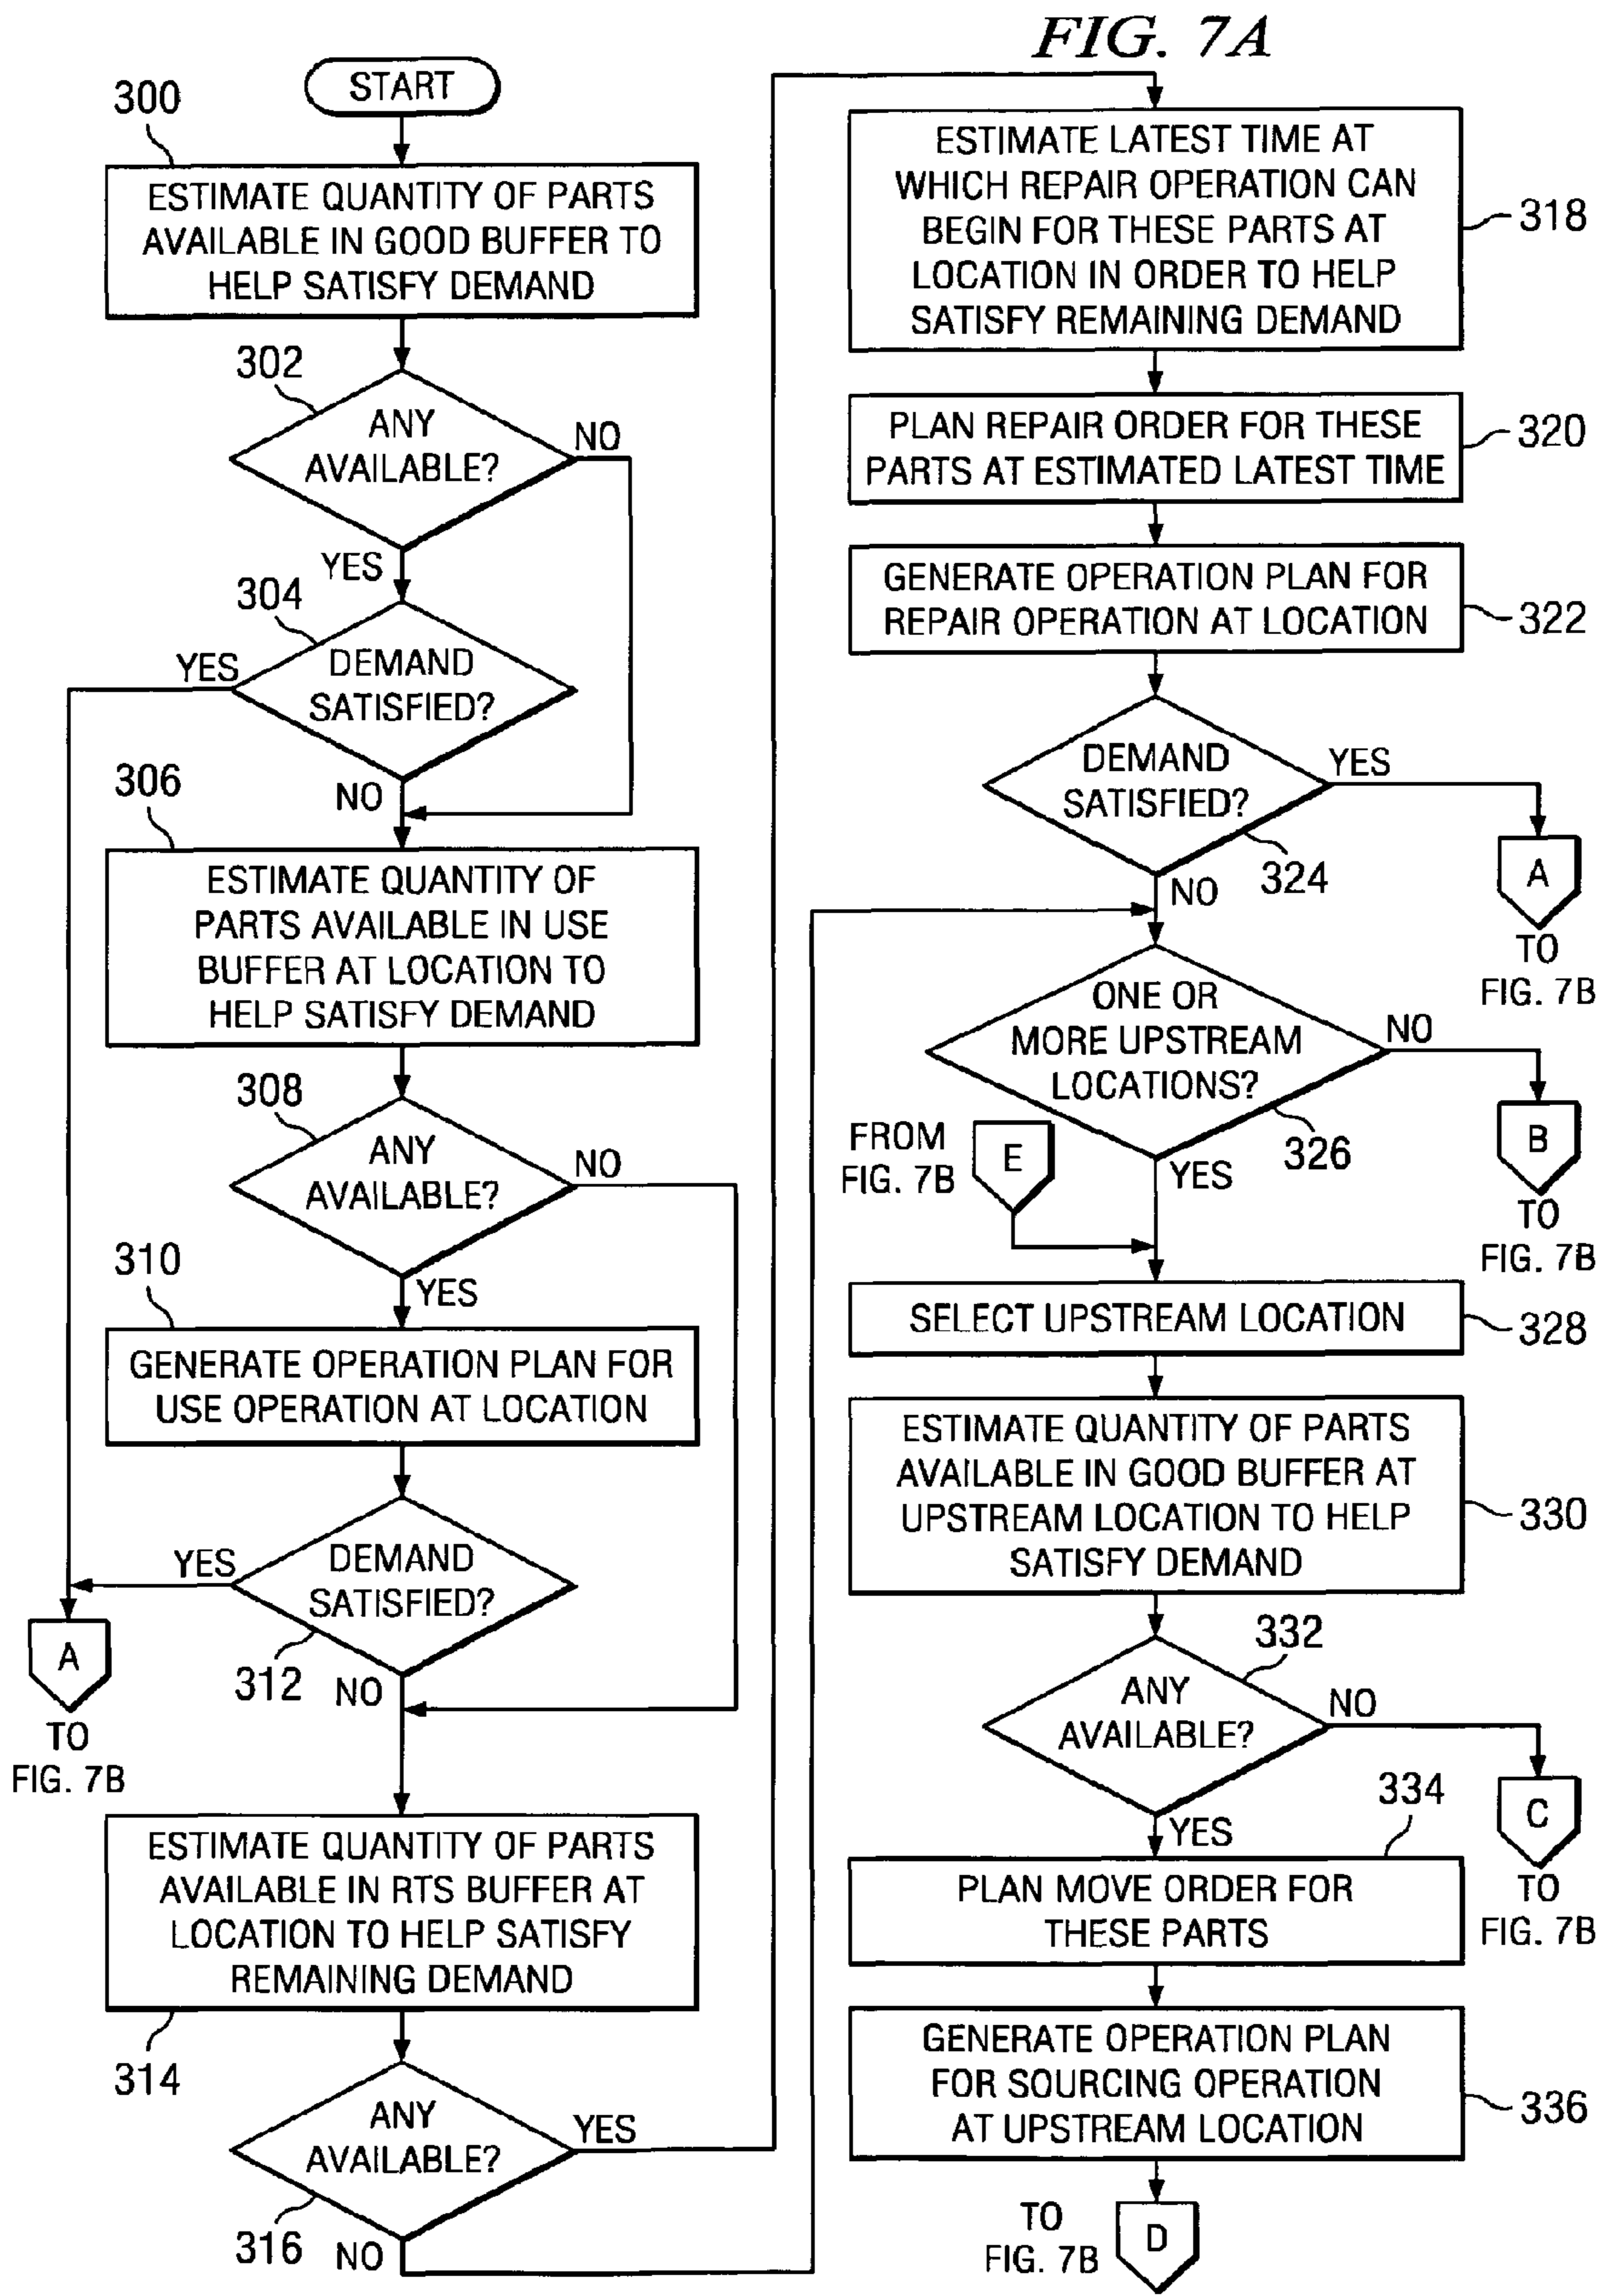 FIG. 7A
START
300
ESTIMATE QUANTITY OF PARTS
AVAILABLE IN GOOD BUFFER TO
HELP SATISFY DEMAND
302
ANY
AVAILABLE?
NO
YES
304
DEMAND
SATISFIED?
YES
NO
306
ESTIMATE QUANTITY OF
PARTS AVAILABLE IN USE
BUFFER AT LOCATION TO
HELP SATISFY DEMAND
308
ANY
AVAILABLE?
NO
YES
310
GENERATE OPERATION PLAN FOR
USE OPERATION AT LOCATION
DEMAND
SATISFIED?
YES
312
NO
A
TO
FIG. 7B
ESTIMATE QUANTITY OF PARTS
AVAILABLE IN RTS BUFFER AT
LOCATION TO HELP SATISFY
REMAINING DEMAND
314
ANY
AVAILABLE?
YES
316
NO
ESTIMATE LATEST TIME AT
WHICH REPAIR OPERATION CAN
BEGIN FOR THESE PARTS AT
LOCATION IN ORDER TO HELP
SATISFY REMAINING DEMAND
318
PLAN REPAIR ORDER FOR THESE
PARTS AT ESTIMATED LATEST TIME
320
GENERATE OPERATION PLAN FOR
REPAIR OPERATION AT LOCATION
322
DEMAND
SATISFIED?
YES
324
NO
A
TO
FIG. 7B
ONE OR
MORE UPSTREAM
LOCATIONS?
NO
326
YES
B
TO
FIG. 7B
FROM
FIG. 7B
E
SELECT UPSTREAM LOCATION
328
ESTIMATE QUANTITY OF PARTS
AVAILABLE IN GOOD BUFFER AT
UPSTREAM LOCATION TO HELP
SATISFY DEMAND
330
332
ANY
AVAILABLE?
NO
YES
C
TO
FIG. 7B
334
PLAN MOVE ORDER FOR
THESE PARTS
GENERATE OPERATION PLAN
FOR SOURCING OPERATION
AT UPSTREAM LOCATION
336
TO
FIG. 7B
D